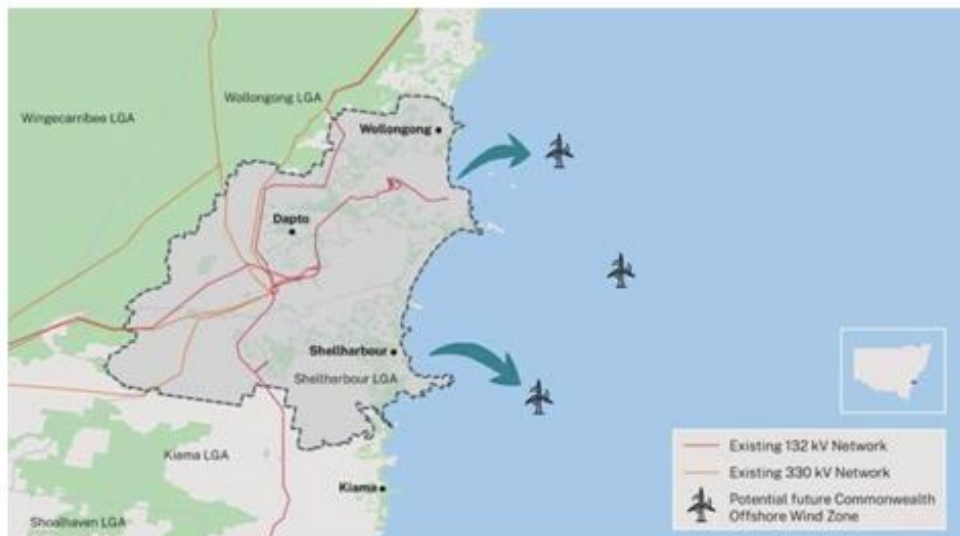 Wollongong LGA
Wingecarribee LGA
Wollongong
Dapto
Shellharbour
Shellharbour LGA
Kiama LGA
Kiama
Shoalhaven LGA
Existing 132 kV Network
Existing 330 kV Network
Potential future Commonwealth
Offshore Wind Zone